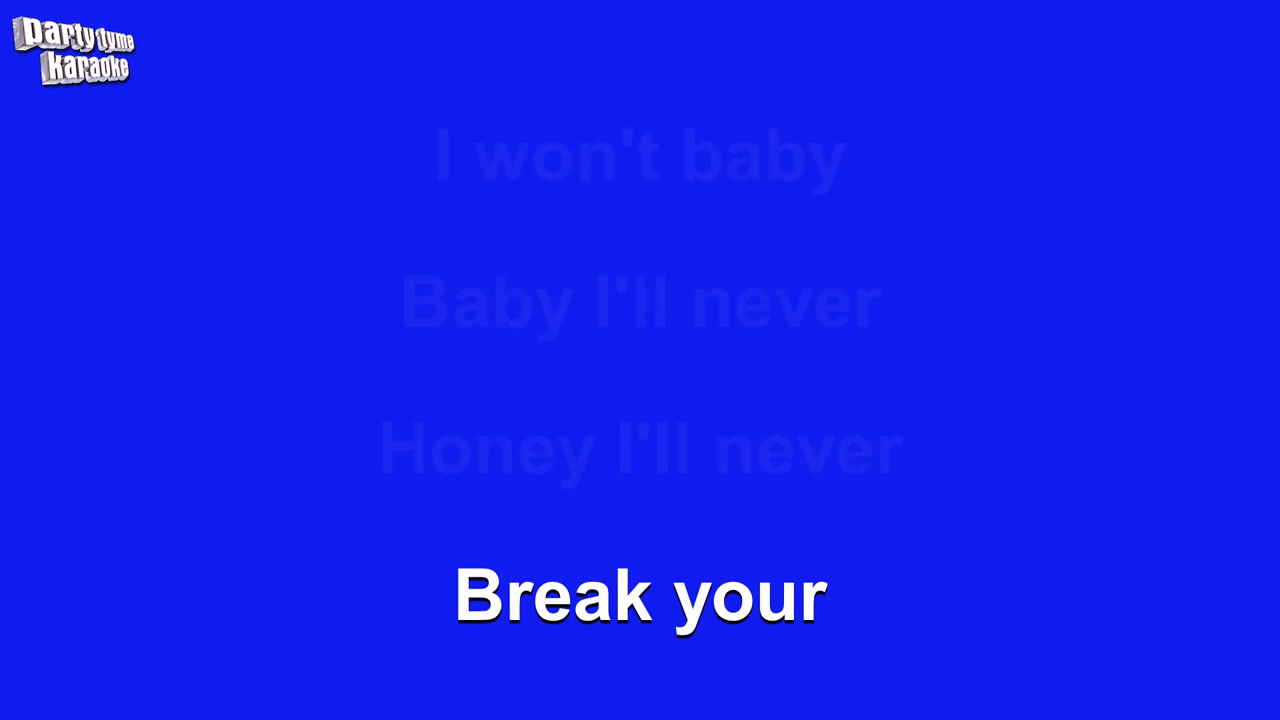 party tyme
karaoke
I won't baby
Baby I'll never
Honey I'll never
Break your